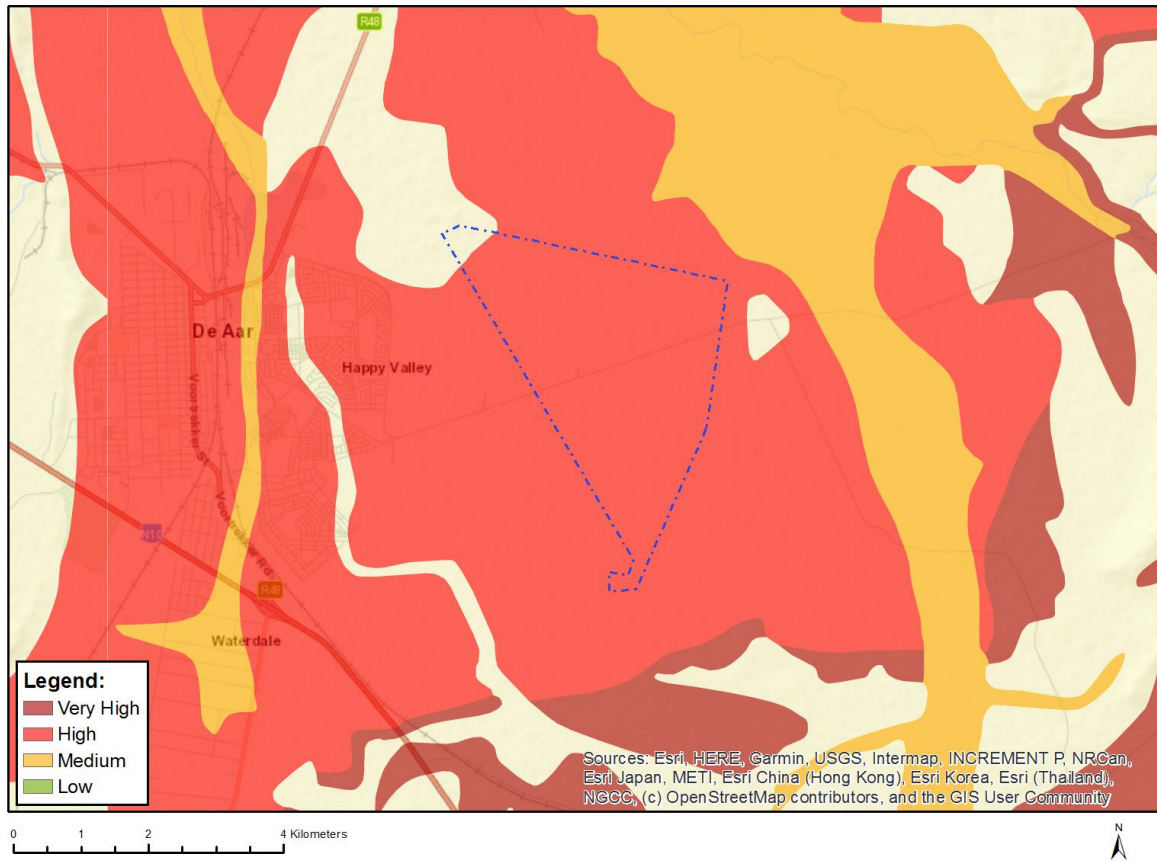 R48
De Aar
Happy Valley
Voortrekker St
Voortrekker Rd
N10
R48
Waterdale
Legend:
Very High
High
Medium
Low
Sources: Esri, HERE, Garmin, USGS, Intermap, INCREMENT P, NRCan,
Esri Japan, METI, Esri China (Hong Kong), Esri Korea, Esri (Thailand),
NGCC, (c) OpenStreetMap contributors, and the GIS User Community
0 1 2 4 Kilometers
N